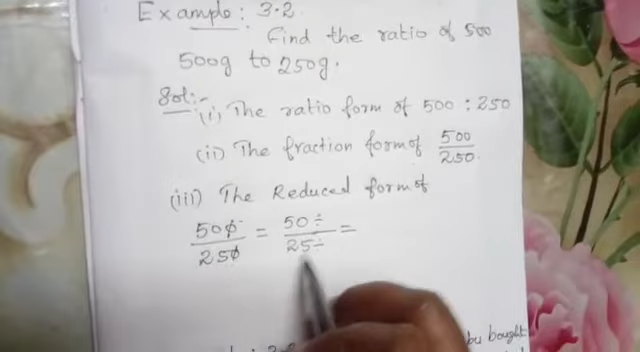 Example: 3.2
Find the ratio of 500
500g to 250g.
Sol:-
(i) The ratio form of 500 : 250
(ii) The fraction form of 500/250.
(iii) The Reduced form of
500/250 = 50÷/25÷ =
bought